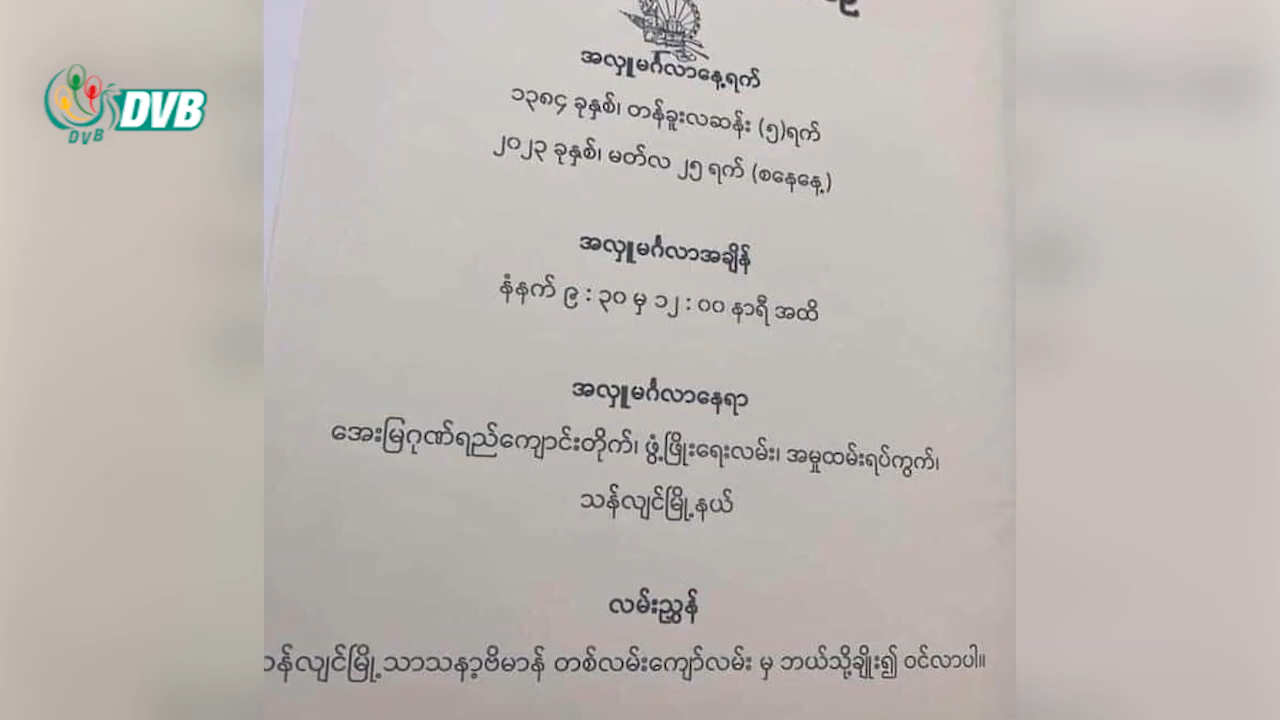 DVB
DVB
အလှူမင်္ဂလာနေ့ရက်
၁၃၈၄ ခုနှစ်၊ တန်ခူးလဆန်း (၅)ရက်
၂၀၂၃ ခုနှစ်၊ မတ်လ ၂၅ ရက် (စနေနေ့)
အလှူမင်္ဂလာအချိန်
နံနက် ၉ : ၃၀ မှ ၁၂ : ၀၀ နာရီ အထိ
အလှူမင်္ဂလာနေရာ
အေးမြဂုဏ်ရည်ကျောင်းတိုက်၊ ဖွံ့ဖြိုးရေးလမ်း၊ အမှုထမ်းရပ်ကွက်၊
သန်လျင်မြို့နယ်
လမ်းညွှန်
သန်လျင်မြို့သာသနာ့ဗိမာန် တစ်လမ်းကျော်လမ်း မှ ဘယ်သို့ချိုး၍ ဝင်လာပါ။